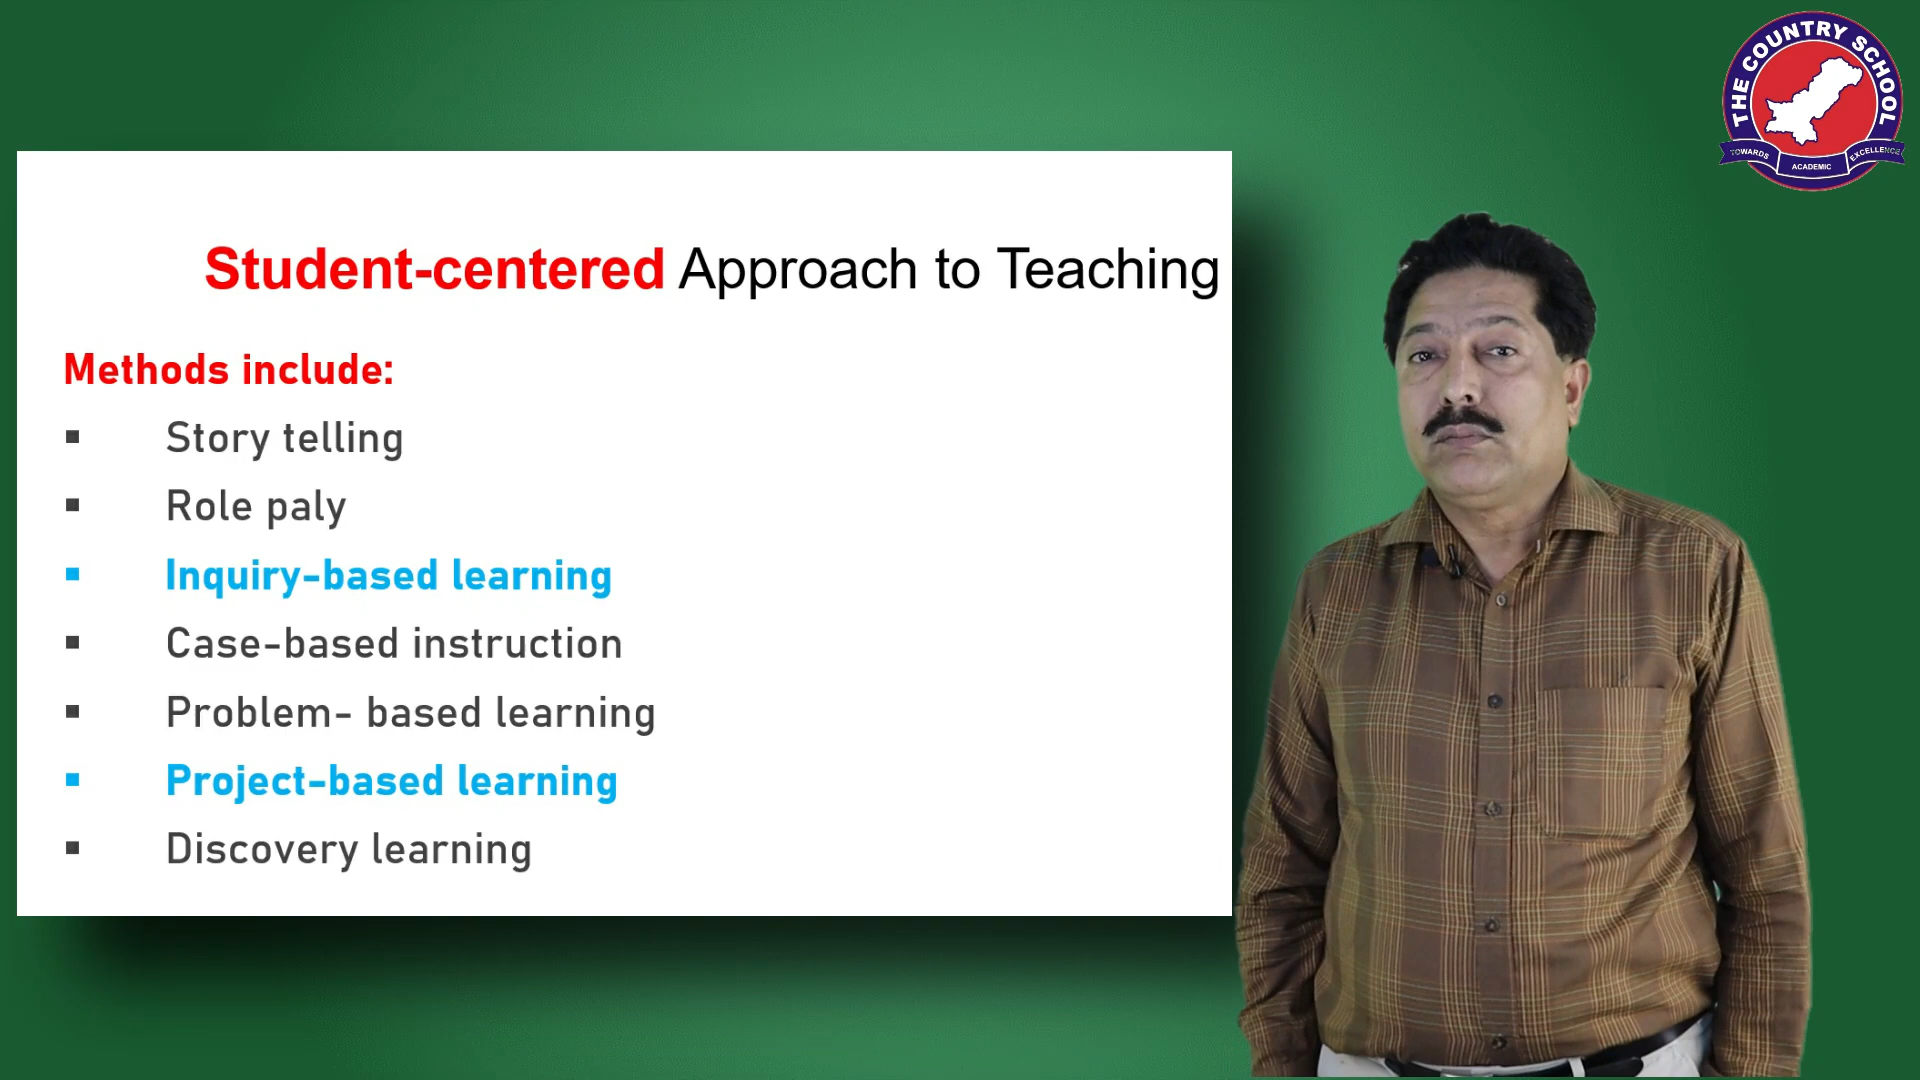 THE COUNTRY SCHOOL
TOWARDS ACADEMIC EXCELLENCE
Student-centered Approach to Teaching
Methods include:
▪ Story telling
▪ Role paly
▪ Inquiry-based learning
▪ Case-based instruction
▪ Problem- based learning
▪ Project-based learning
▪ Discovery learning